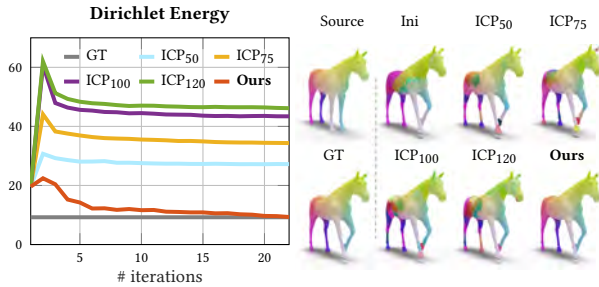 Dirichlet Energy
GT ICP50 ICP75
ICP100 ICP120 Ours
60
40
20
0
5 10 15 20
# iterations
Source Ini ICP50 ICP75
GT ICP100 ICP120 Ours